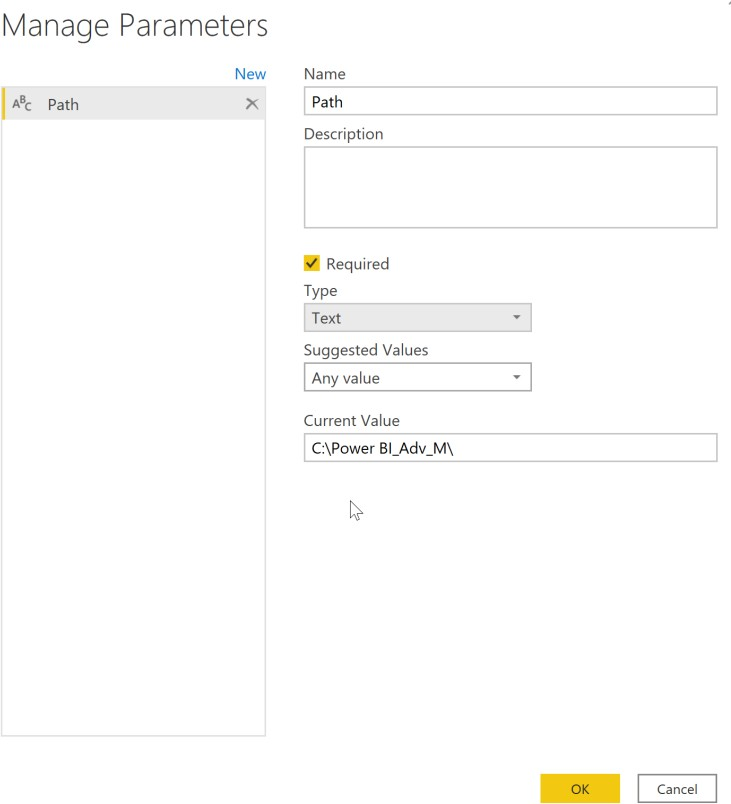 Manage Parameters
New
ABC Path
Name
Path
Description
Required
Type
Text
Suggested Values
Any value
Current Value
C:\Power BI_Adv_M\
OK
Cancel